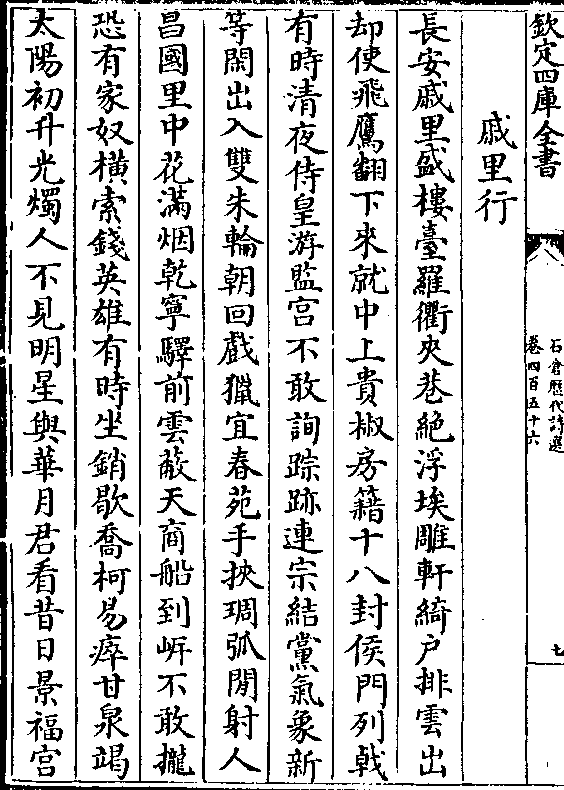 欽定四庫全書
石倉歷代詩選
卷四百五十六
七
戚里行
長安戚里盛樓臺羅衢夾巷絶浮埃雕軒綺户排雲出
却使飛鷹翻下來就中上貴椒房籍十八封侯門列㦸
有時清夜侍皇游監宫不敢詢踪跡連宗結黨氣象新
等閑出入雙朱輪朝回戲獵宜春苑手挾琱弧閒射人
昌國里中花滿烟乾寧驛前雲蔽天商船到㟁不敢攏
恐有家奴横索錢英雄有時坐銷歇喬柯易瘁甘泉竭
太陽初升光燭人不見明星與華月君看昔日景福宫